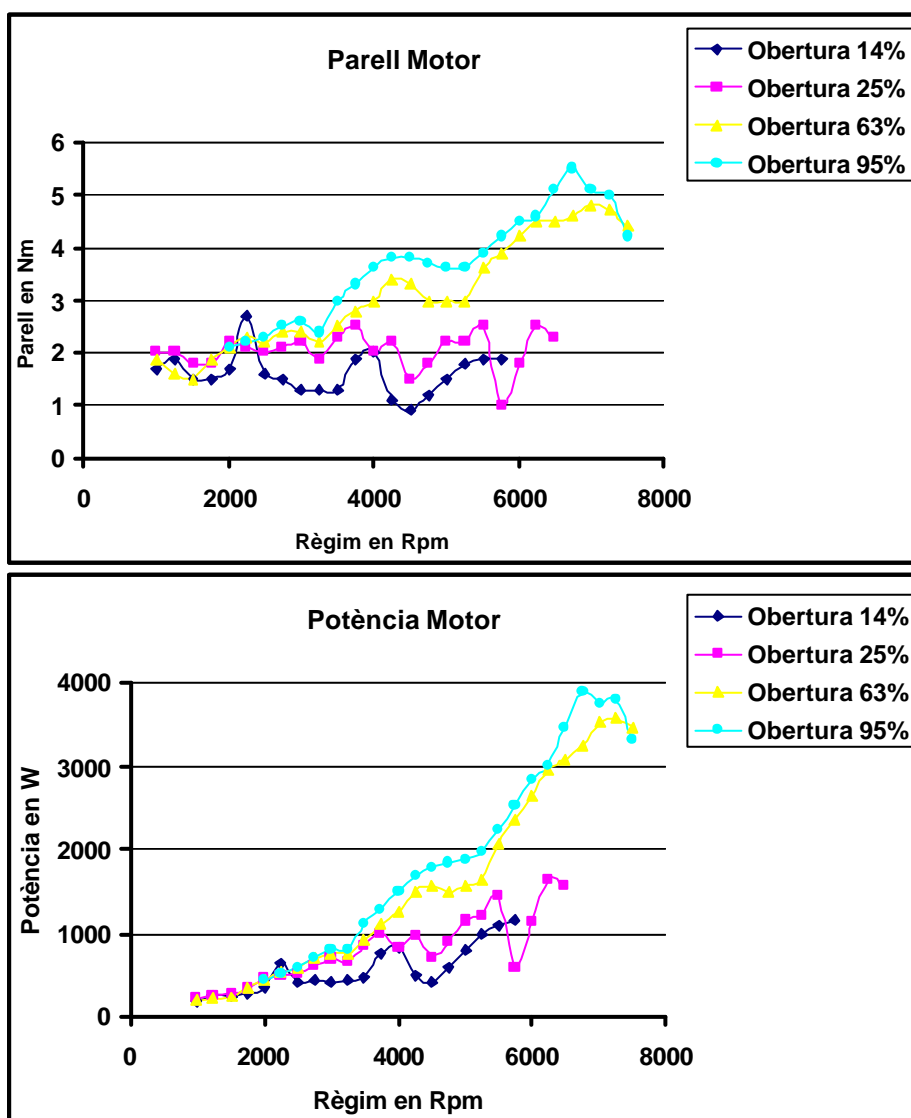 Parell Motor
Obertura 14%
Obertura 25%
Obertura 63%
Obertura 95%
Parell en Nm
6
5
4
3
2
1
0
0 2000 4000 6000 8000
Règim en Rpm
Potència Motor
Obertura 14%
Obertura 25%
Obertura 63%
Obertura 95%
Potència en W
4000
3000
2000
1000
0
0 2000 4000 6000 8000
Règim en Rpm